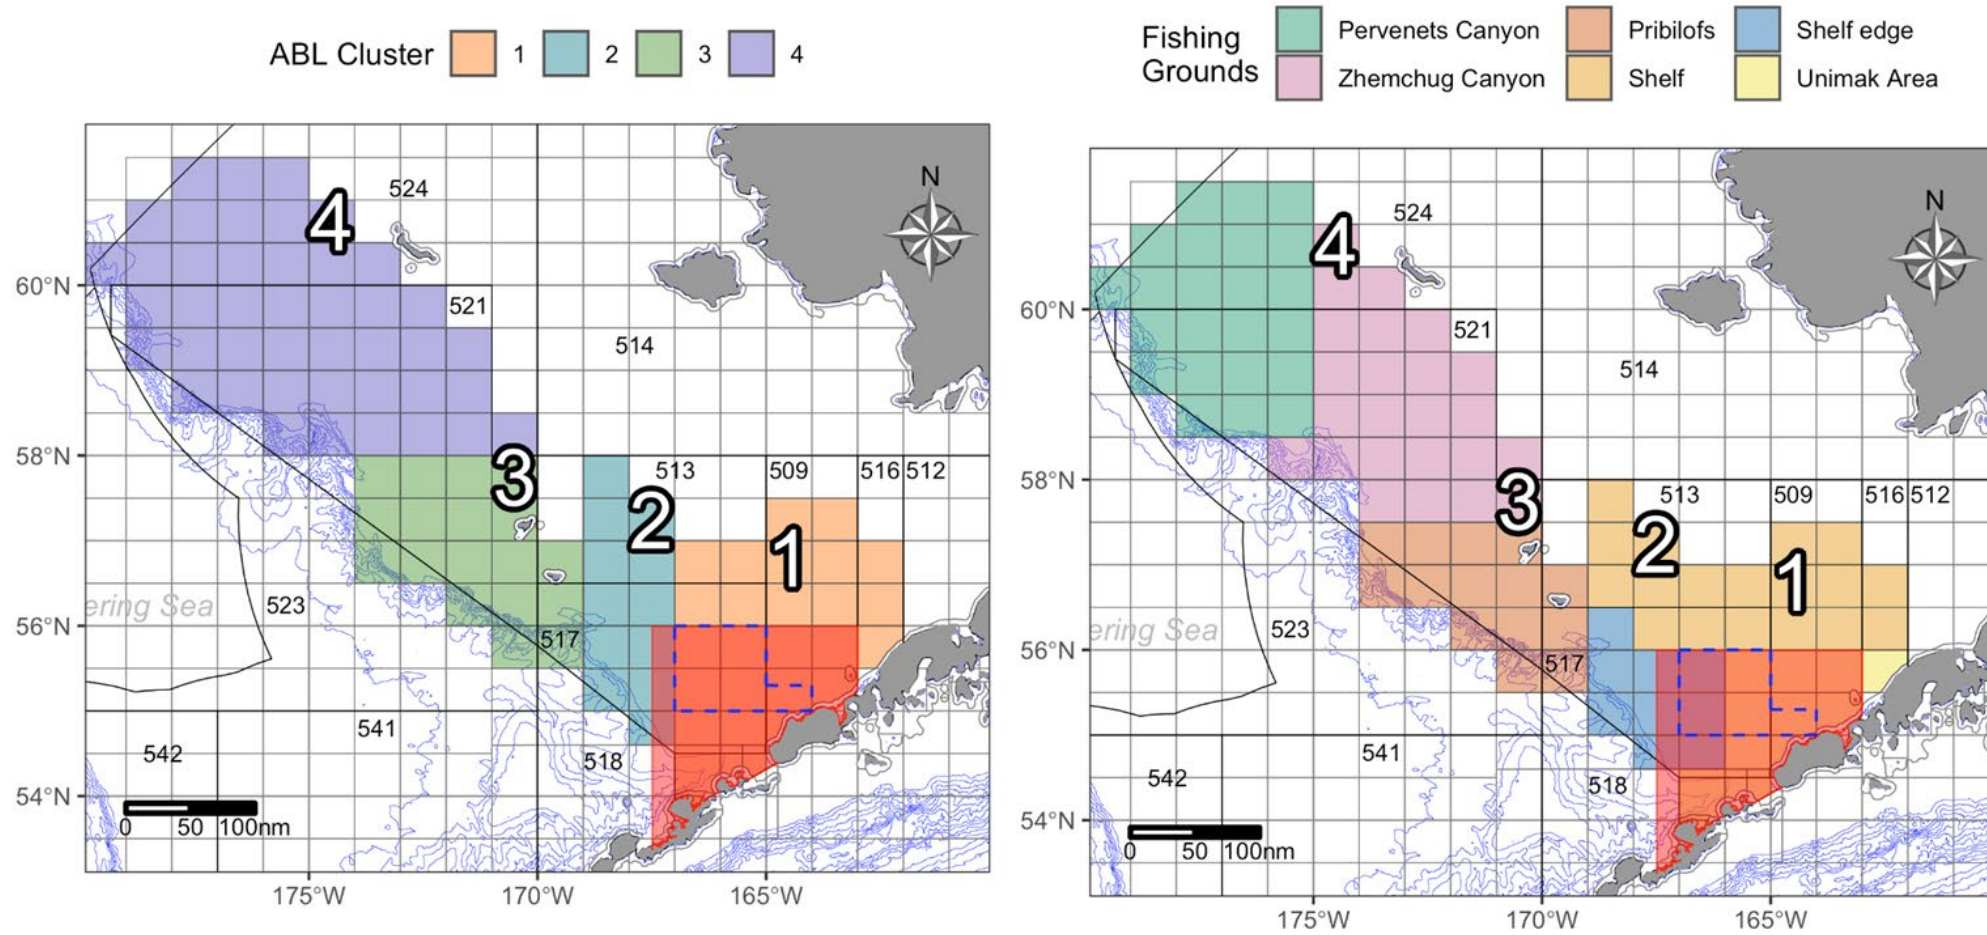 ABL Cluster 1 2 3 4
N
4
524
60°N
521
514
3
58°N
513 509 516 512
2
1
ering Sea
523
56°N
517
541
542
518
54°N
0 50 100nm
175°W 170°W 165°W
Fishing
Grounds
Pervenets Canyon Pribilofs Shelf edge
Zhemchug Canyon Shelf Unimak Area
N
4
524
60°N
521
514
3
58°N
513 509 516 512
2
1
ering Sea
523
56°N
517
541
542
518
54°N
0 50 100nm
175°W 170°W 165°W